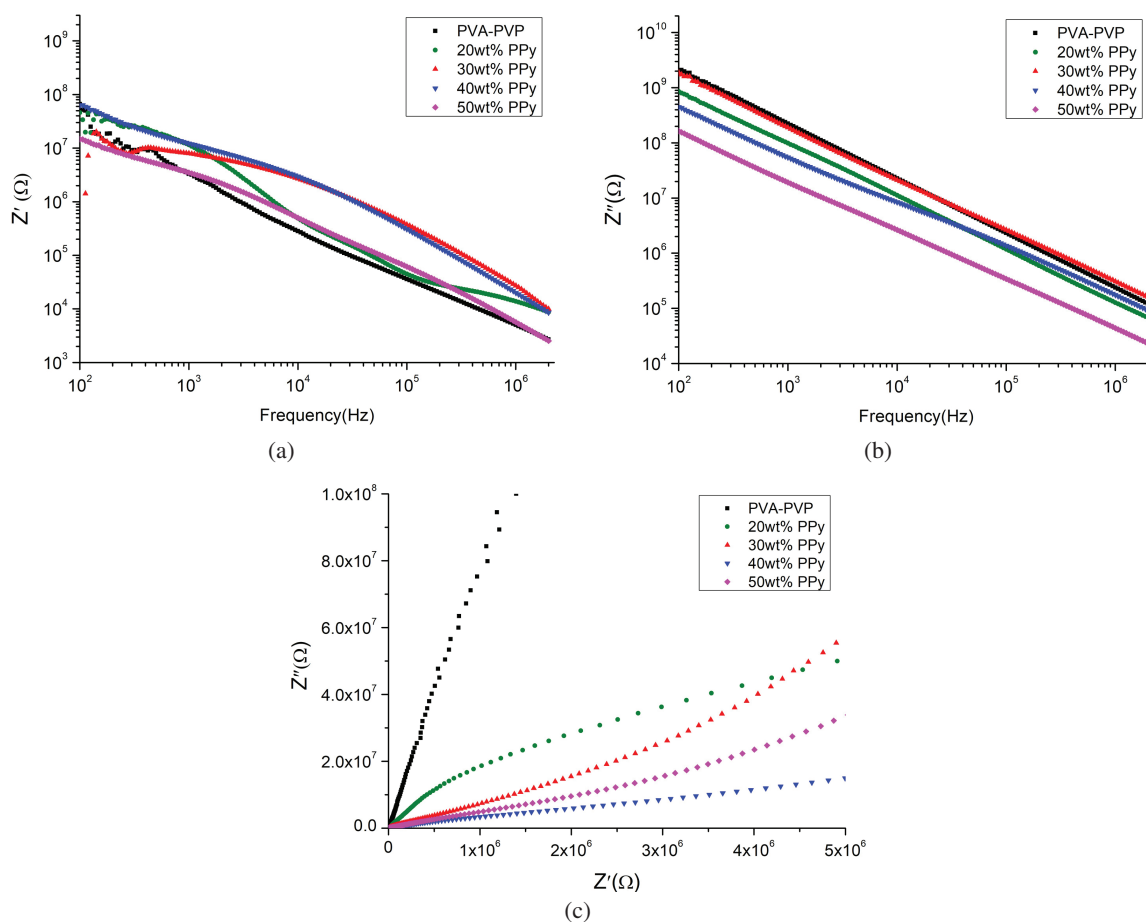 10⁹
10⁸
10⁷
10⁶
10⁵
10⁴
10³
Z′ (Ω)
10² 10³ 10⁴ 10⁵ 10⁶
Frequency(Hz)
PVA-PVP
20wt% PPy
30wt% PPy
40wt% PPy
50wt% PPy
(a)
10¹⁰
10⁹
10⁸
10⁷
10⁶
10⁵
10⁴
Z″(Ω)
10² 10³ 10⁴ 10⁵ 10⁶
Frequency(Hz)
PVA-PVP
20wt% PPy
30wt% PPy
40wt% PPy
50wt% PPy
(b)
1.0x10⁸
8.0x10⁷
6.0x10⁷
4.0x10⁷
2.0x10⁷
0.0
Z″(Ω)
0 1x10⁶ 2x10⁶ 3x10⁶ 4x10⁶ 5x10⁶
Z′(Ω)
PVA-PVP
20wt% PPy
30wt% PPy
40wt% PPy
50wt% PPy
(c)